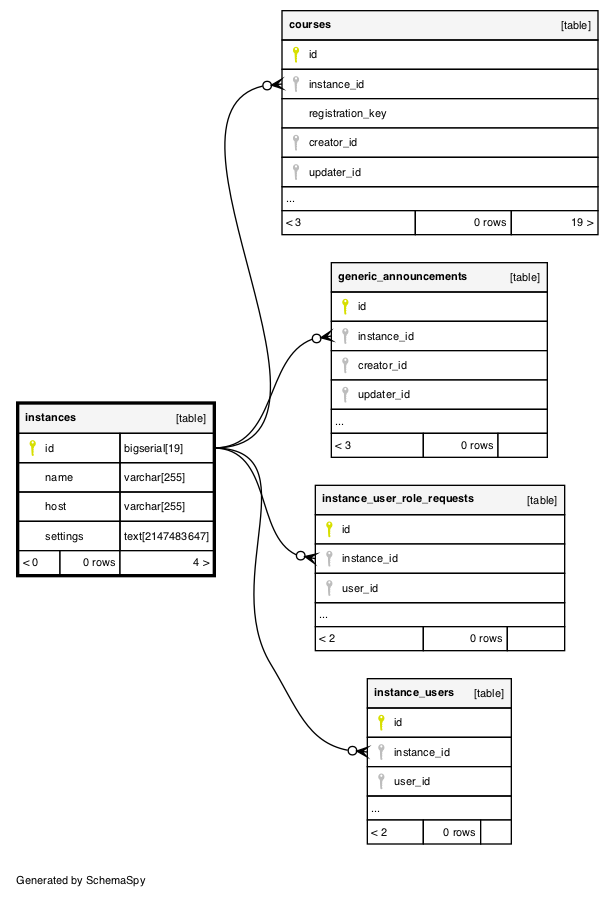 courses [table]
id
instance_id
registration_key
creator_id
updater_id
...
< 3 0 rows 19 >
generic_announcements [table]
id
instance_id
creator_id
updater_id
...
< 3 0 rows
instances [table]
id bigserial[19]
name varchar[255]
host varchar[255]
settings text[2147483647]
< 0 0 rows 4 >
instance_user_role_requests [table]
id
instance_id
user_id
...
< 2 0 rows
instance_users [table]
id
instance_id
user_id
...
< 2 0 rows
Generated by SchemaSpy